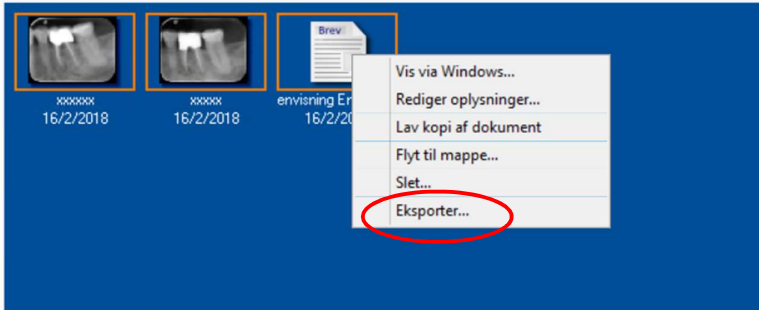 Brev
xxxxxx
16/2/2018
xxxxx
16/2/2018
envisning Er
16/2/20
Vis via Windows...
Rediger oplysninger...
Lav kopi af dokument
Flyt til mappe...
Slet...
Eksporter...